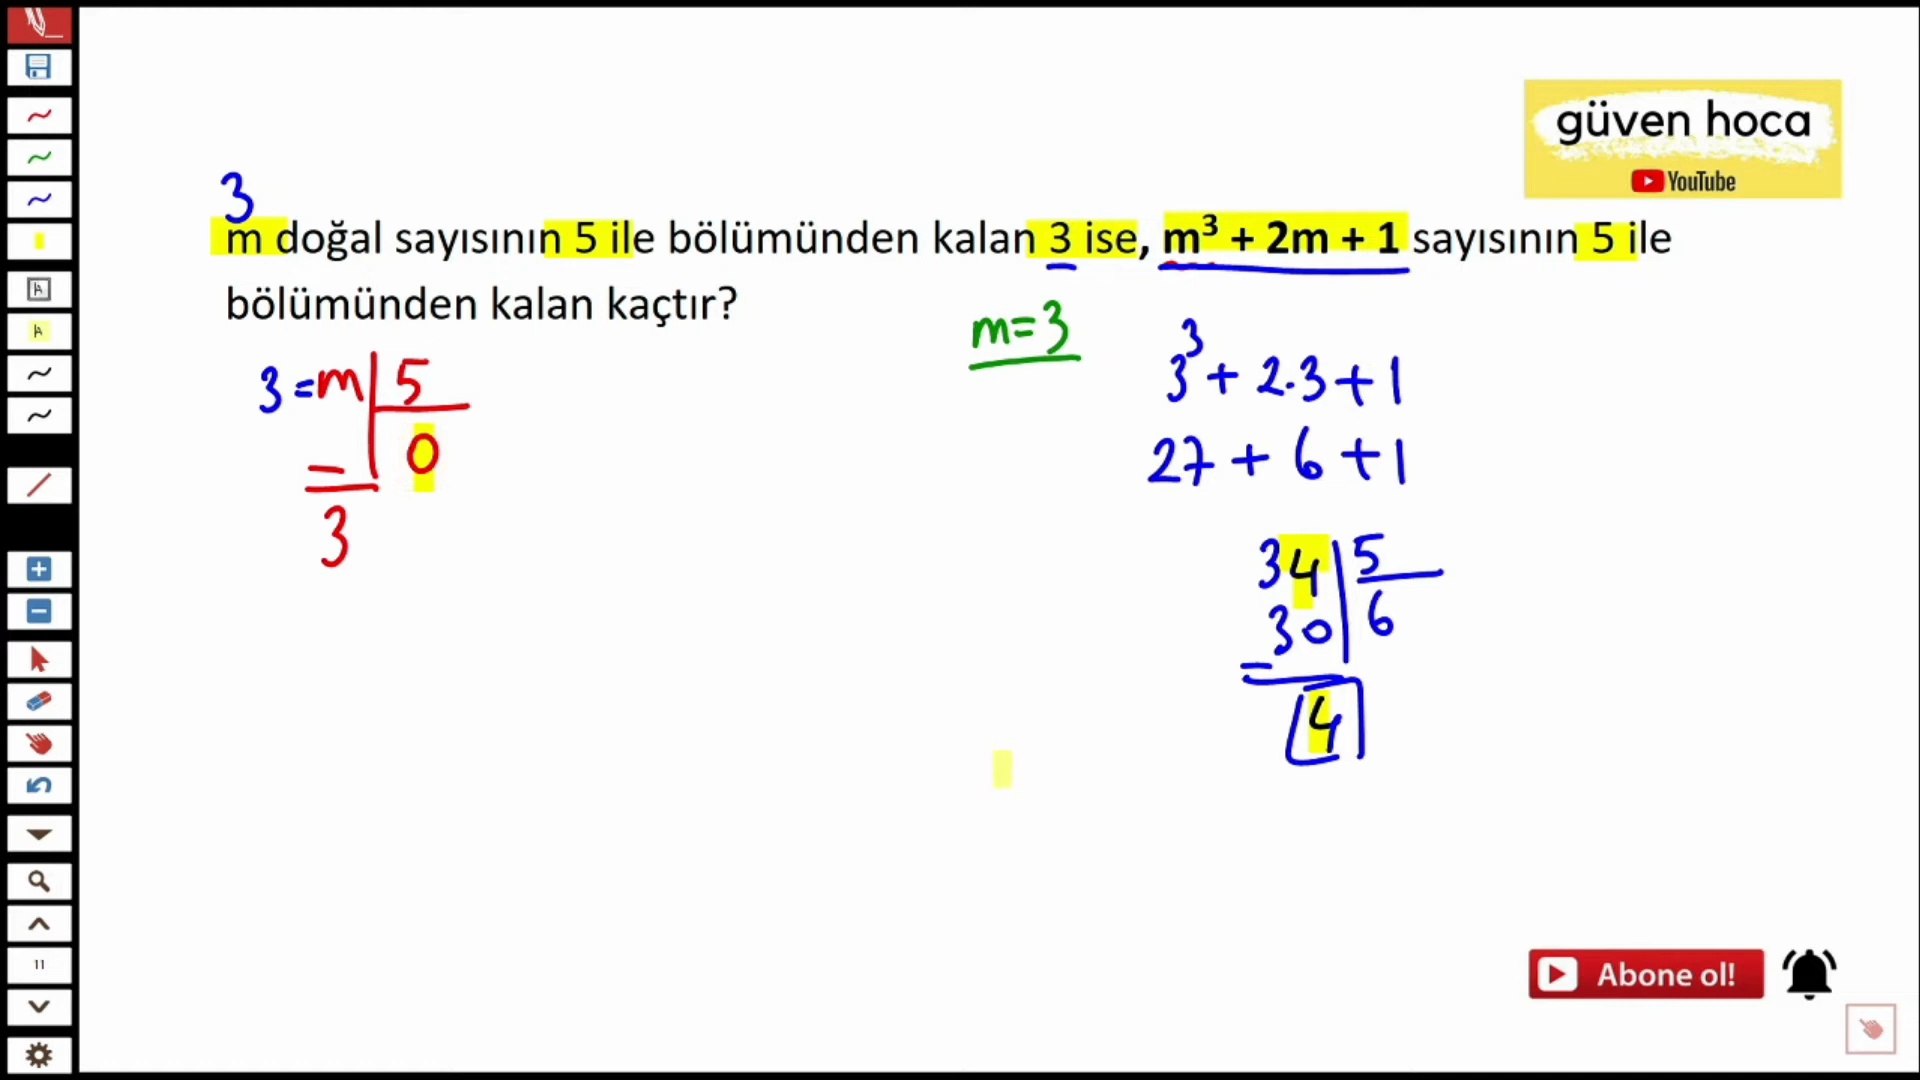 güven hoca
YouTube
3
m doğal sayısının 5 ile bölümünden kalan 3 ise, m³ + 2m + 1 sayısının 5 ile
bölümünden kalan kaçtır?
m=3
3 = m 5
0
3
3³ + 2.3 + 1
27 + 6 + 1
34 5
30 6
4
A
A
11
Abone ol!